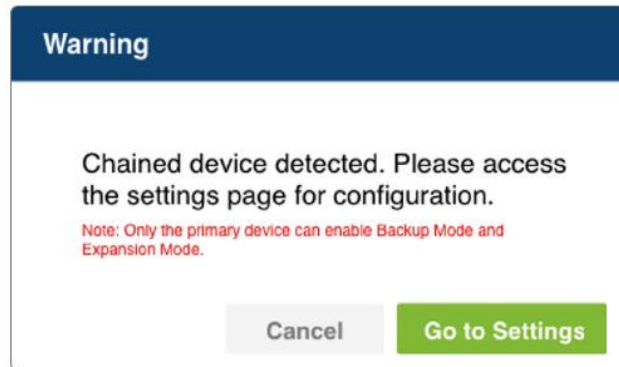 Warning
Chained device detected. Please access
the settings page for configuration.
Note: Only the primary device can enable Backup Mode and
Expansion Mode.
Cancel
Go to Settings